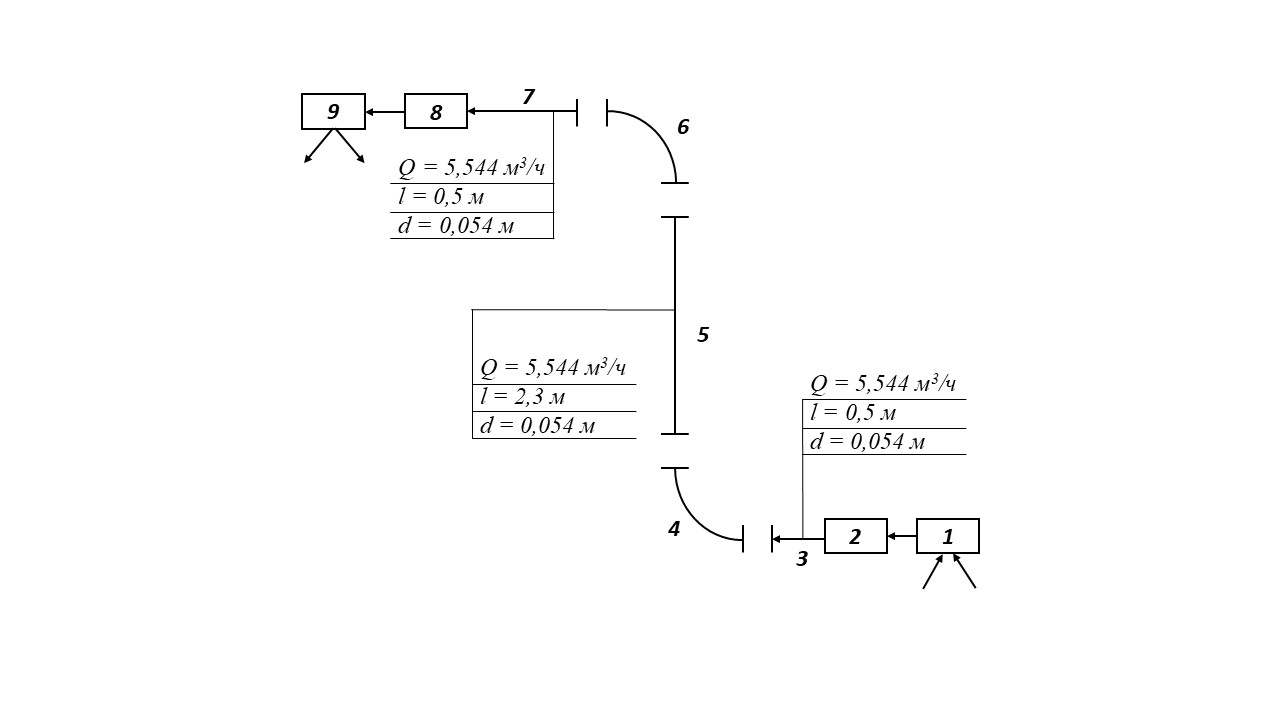 7
9
8
6
Q = 5,544 м³/ч
l = 0,5 м
d = 0,054 м
5
Q = 5,544 м³/ч
l = 2,3 м
d = 0,054 м
Q = 5,544 м³/ч
l = 0,5 м
d = 0,054 м
4
3
2
1